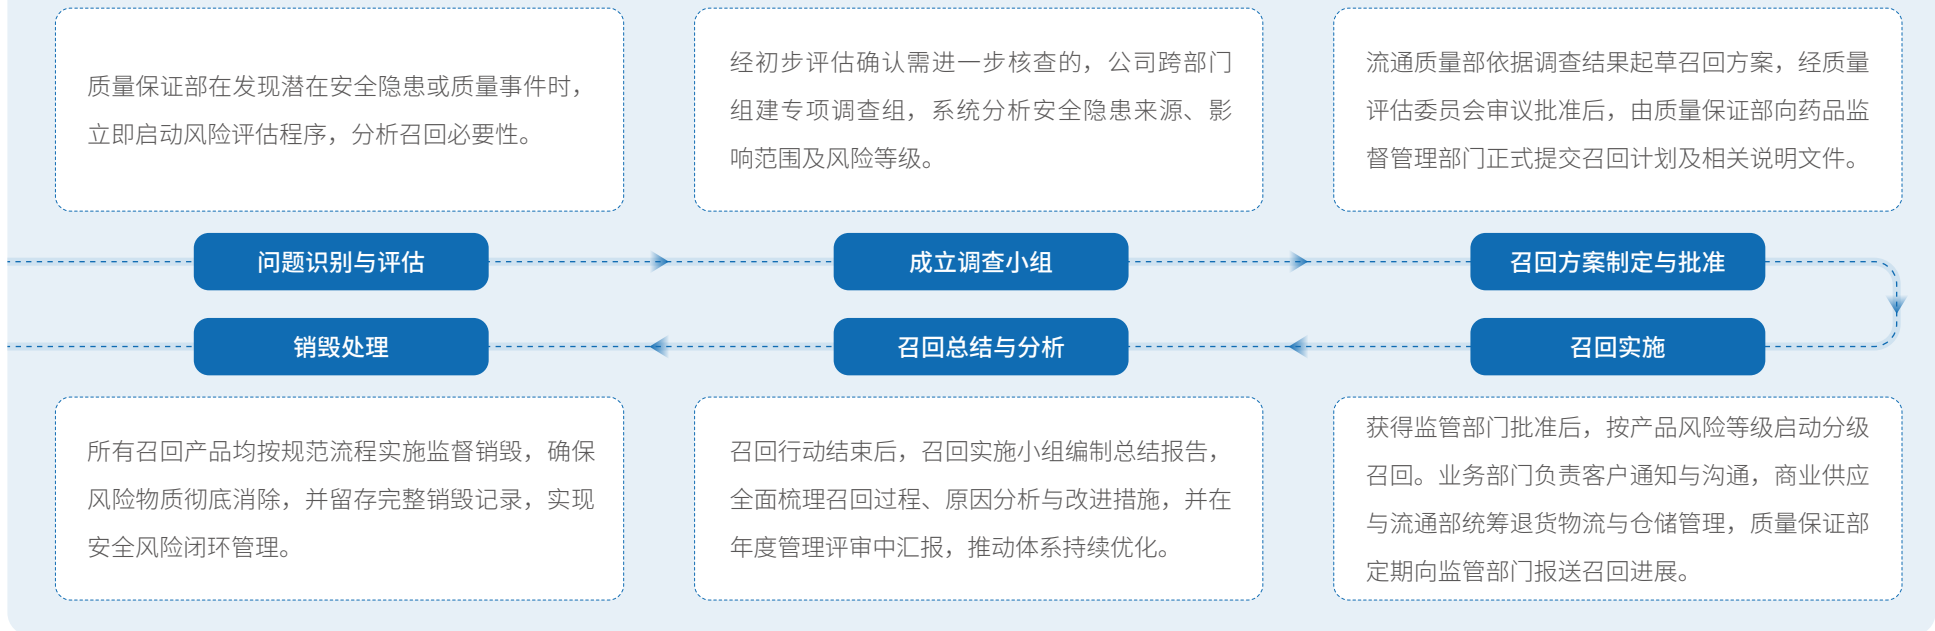 质量保证部在发现潜在安全隐患或质量事件时，
立即启动风险评估程序，分析召回必要性。
经初步评估确认需进一步核查的，公司跨部门
组建专项调查组，系统分析安全隐患来源、影
响范围及风险等级。
流通质量部依据调查结果起草召回方案，经质量
评估委员会审议批准后，由质量保证部向药品监
督管理部门正式提交召回计划及相关说明文件。
问题识别与评估
成立调查小组
召回方案制定与批准
销毁处理
召回总结与分析
召回实施
所有召回产品均按规范流程实施监督销毁，确保
风险物质彻底消除，并留存完整销毁记录，实现
安全风险闭环管理。
召回行动结束后，召回实施小组编制总结报告，
全面梳理召回过程、原因分析与改进措施，并在
年度管理评审中汇报，推动体系持续优化。
获得监管部门批准后，按产品风险等级启动分级
召回。业务部门负责客户通知与沟通，商业供应
与流通部统筹退货物流与仓储管理，质量保证部
定期向监管部门报送召回进展。